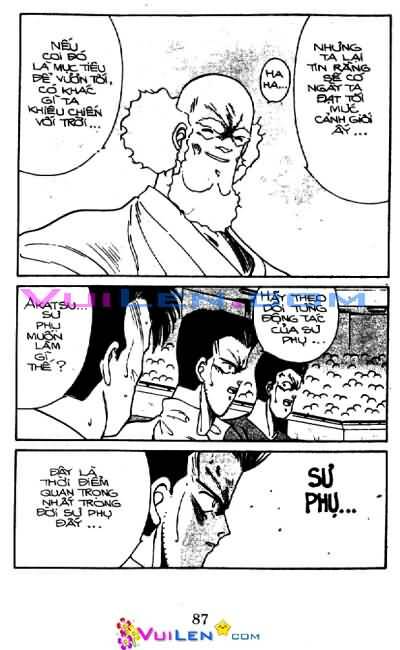 NẾU
COI ĐÓ
LÀ MỤC TIÊU
ĐỂ VƯƠN TỚI,
CÓ KHÁC
GÌ TA
KHIÊU CHIẾN
VỚI TRỜI...
HA
HA...
NHƯNG
TA LẠI
TIN RẰNG
SẼ CÓ
NGÀY TA
ĐẠT TỚI
MỨC
CẢNH GIỚI
ẤY...
VUILEN.COM
AKATSU...
SƯ
PHỤ
MUỐN
LÀM
GÌ
THẾ?
HÃY THEO
DÕI TỪNG
ĐỘNG TÁC
CỦA SƯ
PHỤ...
ĐÂY LÀ
THỜI ĐIỂM
QUAN TRỌNG
NHẤT TRONG
ĐỜI SƯ PHỤ
ĐẤY...
SƯ
PHỤ...
87
VUILEN.COM